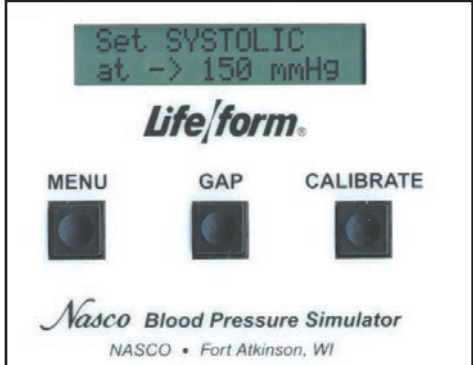 Set SYSTOLIC
at -> 150 mmHg
Life/form®
MENU GAP CALIBRATE
Nasco Blood Pressure Simulator
NASCO • Fort Atkinson, WI